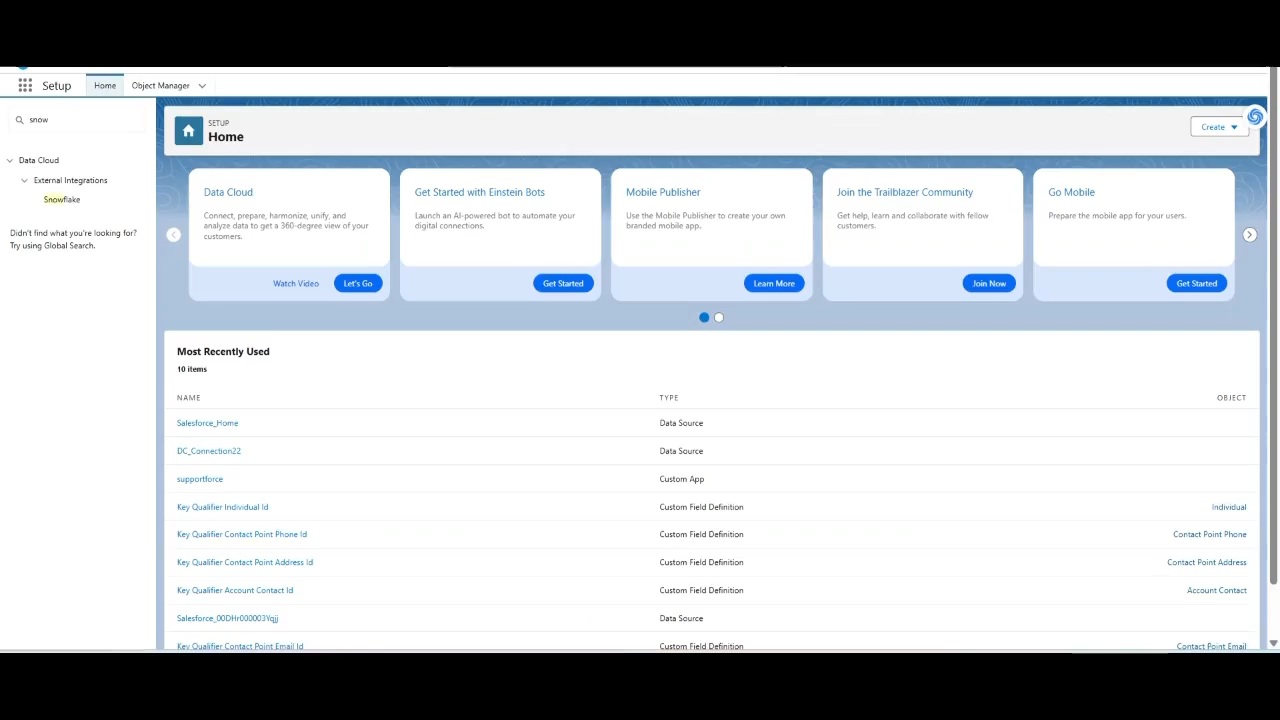 Setup
Home
Object Manager
snow
Data Cloud
External Integrations
Snowflake
Didn't find what you're looking for?
Try using Global Search.
SETUP
Home
Create
Data Cloud
Connect, prepare, harmonize, unify, and
analyze data to get a 360-degree view of your
customers.
Watch Video
Let's Go
Get Started with Einstein Bots
Launch an AI-powered bot to automate your
digital connections.
Get Started
Mobile Publisher
Use the Mobile Publisher to create your own
branded mobile app.
Learn More
Join the Trailblazer Community
Get help, learn and collaborate with fellow
customers.
Join Now
Go Mobile
Prepare the mobile app for your users.
Get Started
Most Recently Used
10 items
NAME TYPE OBJECT
Salesforce_Home Data Source
DC_Connection22 Data Source
supportforce Custom App
Key Qualifier Individual Id Custom Field Definition Individual
Key Qualifier Contact Point Phone Id Custom Field Definition Contact Point Phone
Key Qualifier Contact Point Address Id Custom Field Definition Contact Point Address
Key Qualifier Account Contact Id Custom Field Definition Account Contact
Salesforce_00DHr000003Yqjj Data Source
Key Qualifier Contact Point Email Id Custom Field Definition Contact Point Email